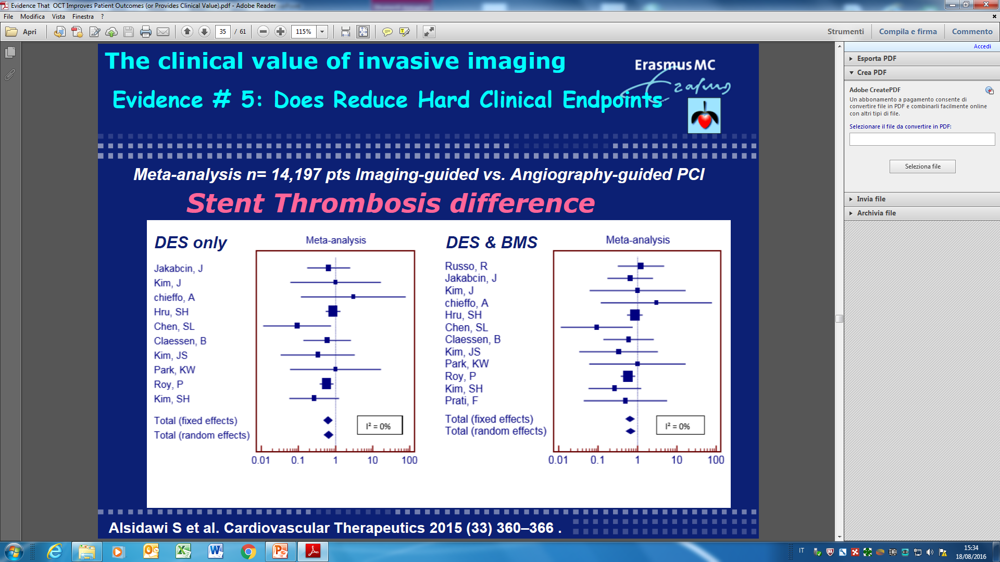 Evidence That  OCT Improves Patient Outcomes (or Provides Clinical Value).pdf - Adobe Reader
File Modifica Vista Finestra ?
Apri 35 / 61 115% Strumenti Compila e firma Commento
Accedi
Esporta PDF
Crea PDF
Adobe CreatePDF
Un abbonamento a pagamento consente di
convertire file in PDF e combinarli facilmente online
con altri tipi di file.
Selezionare il file da convertire in PDF:
Seleziona file
Invia file
Archivia file
The clinical value of invasive imaging
Erasmus MC
Erasmus
Evidence # 5: Does Reduce Hard Clinical Endpoints
Meta-analysis n= 14,197 pts Imaging-guided vs. Angiography-guided PCI
Stent Thrombosis difference
DES only
Meta-analysis
Jakabcin, J
Kim, J
chieffo, A
Hru, SH
Chen, SL
Claessen, B
Kim, JS
Park, KW
Roy, P
Kim, SH
Total (fixed effects)
Total (random effects)
I² = 0%
0.01 0.1 1 10 100
DES & BMS
Meta-analysis
Russo, R
Jakabcin, J
Kim, J
chieffo, A
Hru, SH
Chen, SL
Claessen, B
Kim, JS
Park, KW
Roy, P
Kim, SH
Prati, F
Total (fixed effects)
Total (random effects)
I² = 0%
0.01 0.1 1 10 100
Alsidawi S et al. Cardiovascular Therapeutics 2015 (33) 360–366 .
IT
15:34
18/08/2016